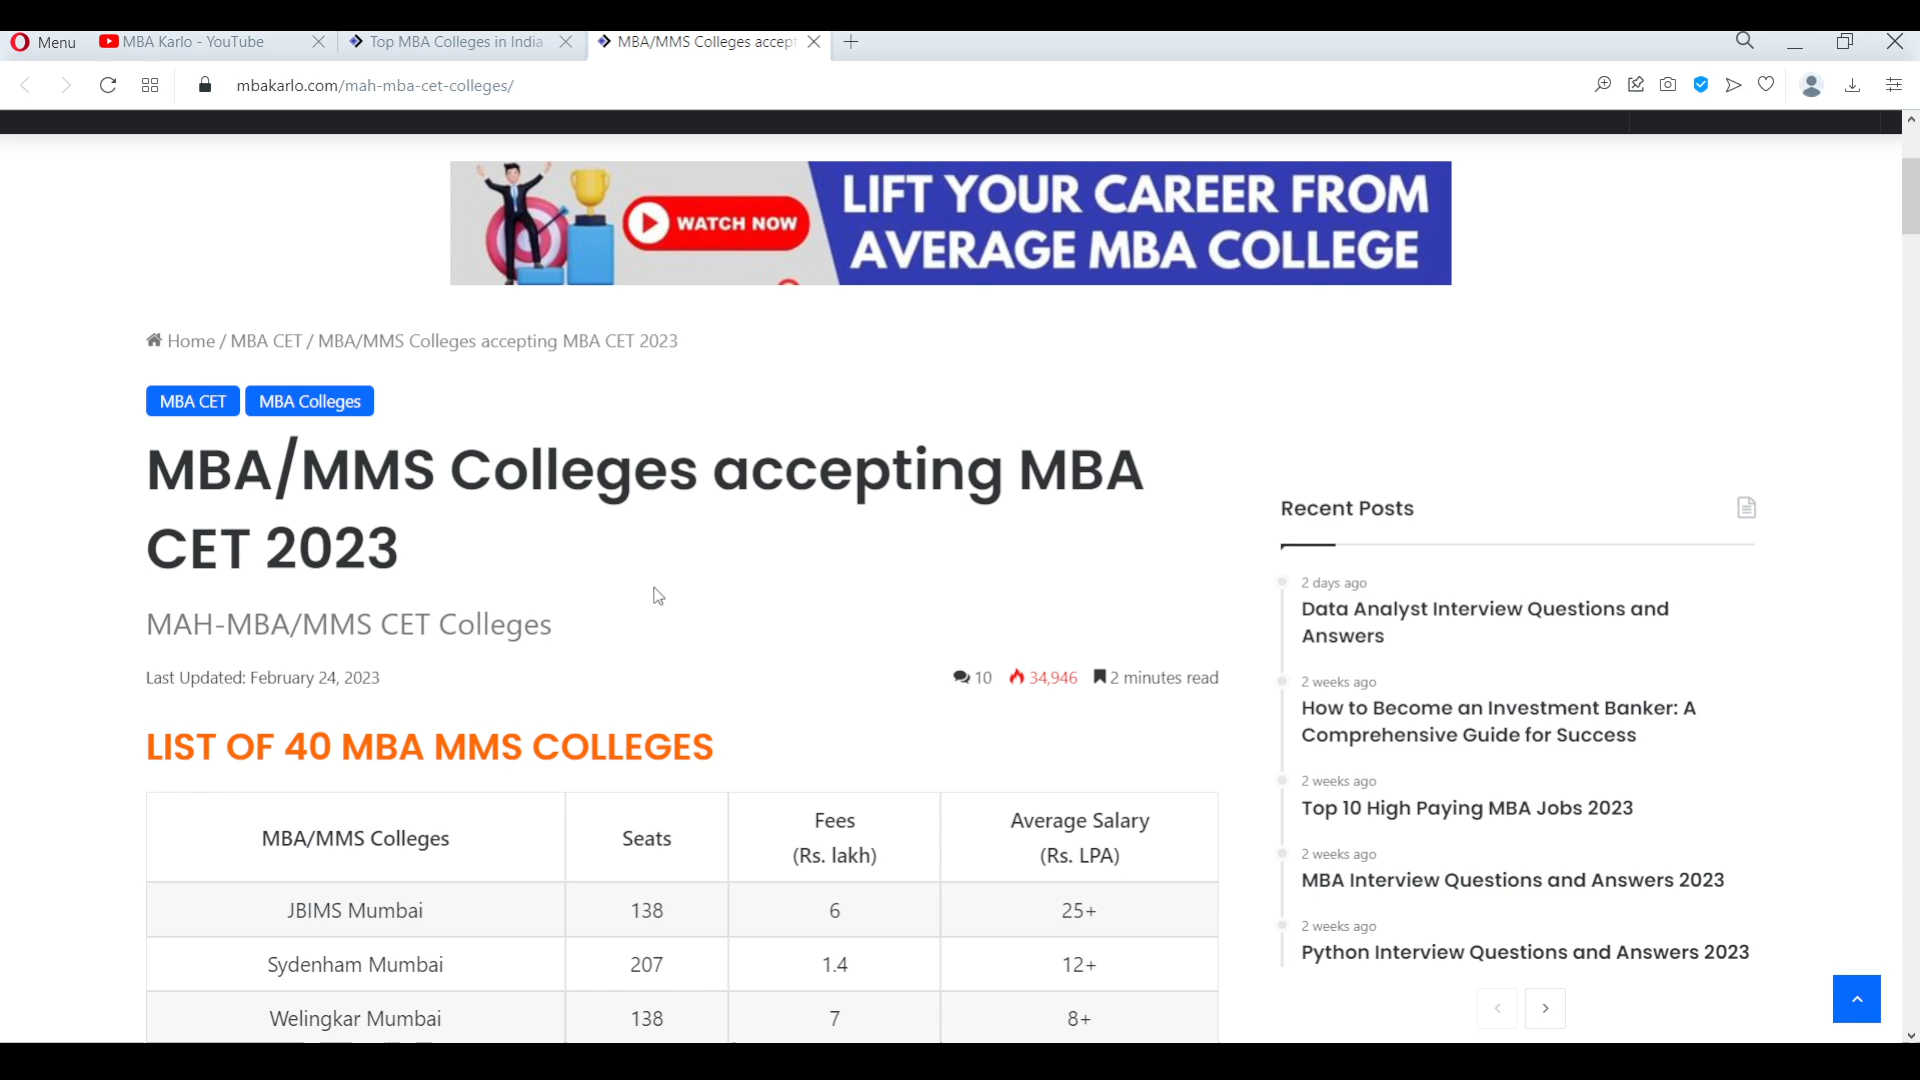 Menu
MBA Karlo - YouTube
Top MBA Colleges in India
MBA/MMS Colleges accept
mbakarlo.com/mah-mba-cet-colleges/
WATCH NOW
LIFT YOUR CAREER FROM
AVERAGE MBA COLLEGE
Home / MBA CET / MBA/MMS Colleges accepting MBA CET 2023
MBA CET
MBA Colleges
MBA/MMS Colleges accepting MBA
CET 2023
MAH-MBA/MMS CET Colleges
Last Updated: February 24, 2023
10
34,946
2 minutes read
LIST OF 40 MBA MMS COLLEGES
MBA/MMS Colleges
Seats
Fees
(Rs. lakh)
Average Salary
(Rs. LPA)
JBIMS Mumbai
138
6
25+
Sydenham Mumbai
207
1.4
12+
Welingkar Mumbai
138
7
8+
Recent Posts
2 days ago
Data Analyst Interview Questions and
Answers
2 weeks ago
How to Become an Investment Banker: A
Comprehensive Guide for Success
2 weeks ago
Top 10 High Paying MBA Jobs 2023
2 weeks ago
MBA Interview Questions and Answers 2023
2 weeks ago
Python Interview Questions and Answers 2023